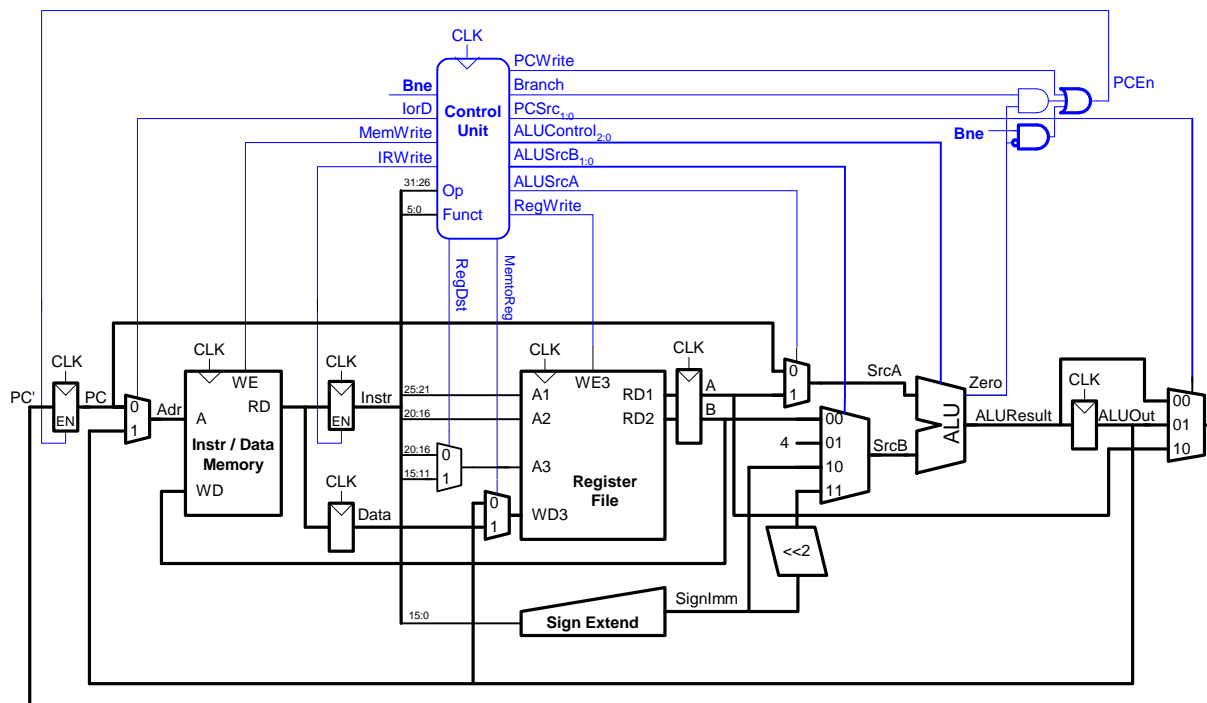 CLK
PCWrite
Bne
Branch
PCEn
IorD
Control
Unit
PCSrc1:0
MemWrite
ALUControl2:0
Bne
IRWrite
ALUSrcB1:0
31:26
Op
ALUSrcA
5:0
Funct
RegWrite
RegDst
MemtoReg
CLK
CLK
CLK
CLK
CLK
PC'
PC
EN
0
1
Adr
WE
A
RD
Instr / Data
Memory
WD
EN
Instr
CLK
Data
25:21
20:16
20:16
15:11
0
1
0
1
WE3
A1
A2
A3
WD3
RD1
RD2
Register
File
A
B
0
1
SrcA
00
4
01
10
11
SrcB
<<2
ALU
Zero
ALUResult
CLK
ALUOut
00
01
10
SignImm
15:0
Sign Extend